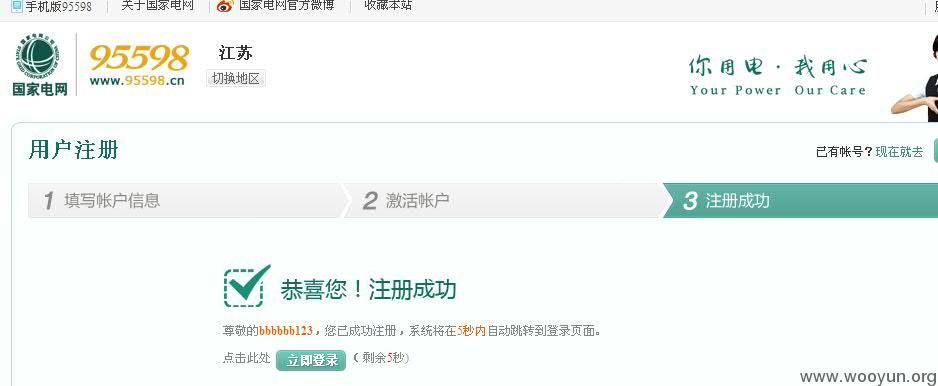 手机版95598 关于国家电网 国家电网官方微博 收藏本站
95598
www.95598.cn
国家电网
江苏
切换地区
你用电·我用心
Your Power Our Care
用户注册
已有帐号？现在就去
1 填写帐户信息 2 激活帐户 3 注册成功
恭喜您！注册成功
尊敬的bbbbbb123，您已成功注册，系统将在5秒内自动跳转到登录页面。
点击此处 立即登录 （剩余5秒）
www.wooyun.org